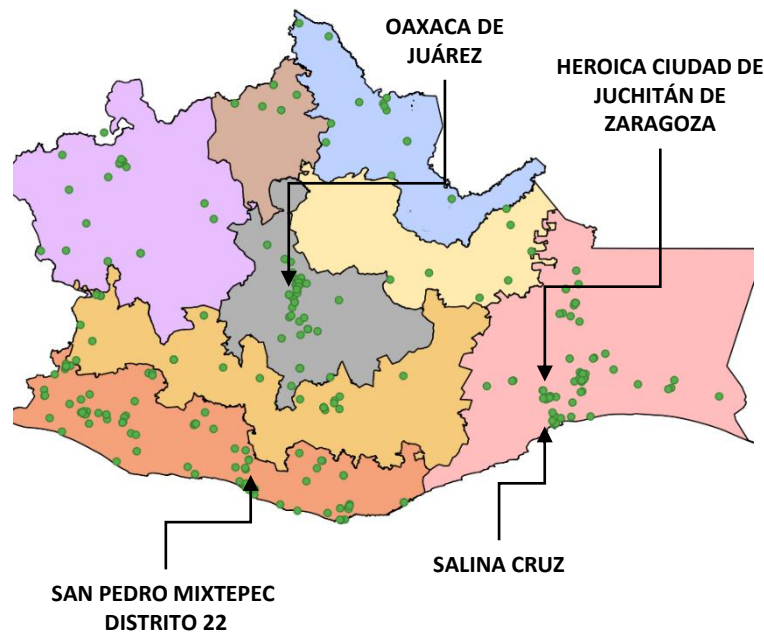 OAXACA DE
JUÁREZ
HEROICA CIUDAD DE
JUCHITÁN DE
ZARAGOZA
SALINA CRUZ
SAN PEDRO MIXTEPEC
DISTRITO 22